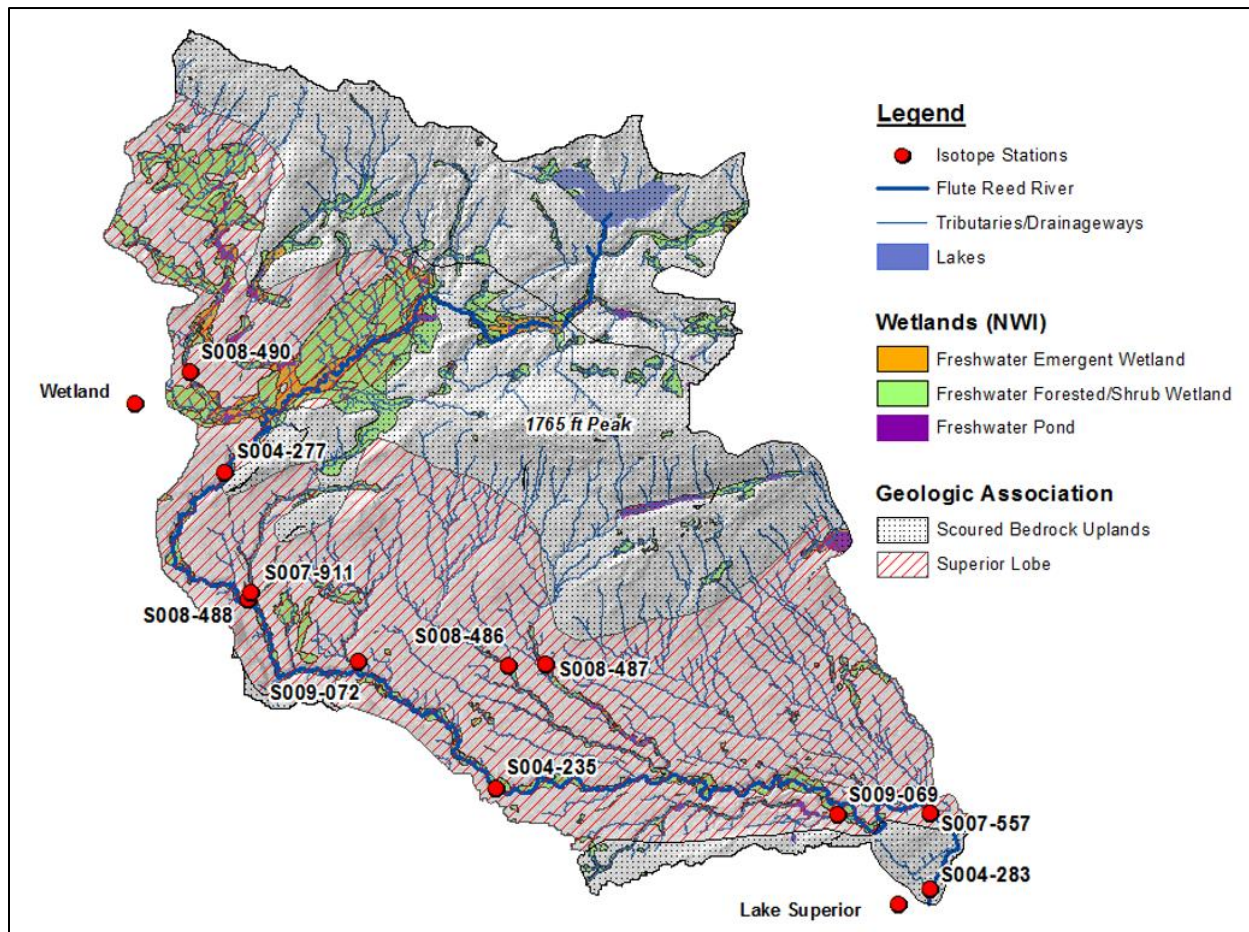 Legend
Isotope Stations
Flute Reed River
Tributaries/Drainageways
Lakes
Wetlands (NWI)
Freshwater Emergent Wetland
Freshwater Forested/Shrub Wetland
Freshwater Pond
Geologic Association
Scoured Bedrock Uplands
Superior Lobe
S008-490
Wetland
1765 ft Peak
S004-277
S007-911
S008-488
S008-486
S008-487
S009-072
S004-235
S009-069
S007-557
S004-283
Lake Superior